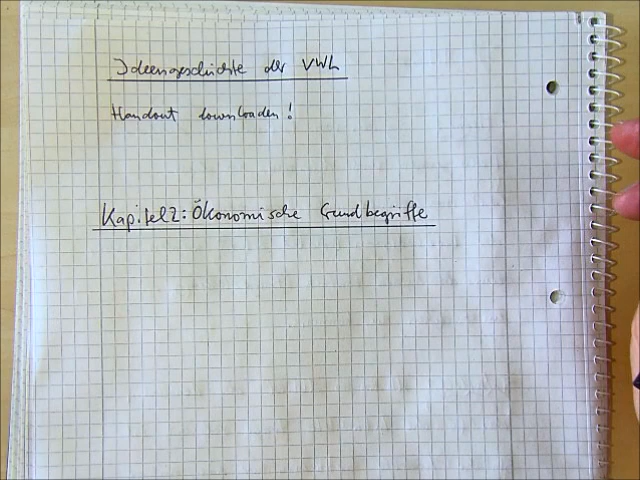 Ideengeschichte der VWL
Handout downloaden!
Kapitel 2: Ökonomische Grundbegriffe